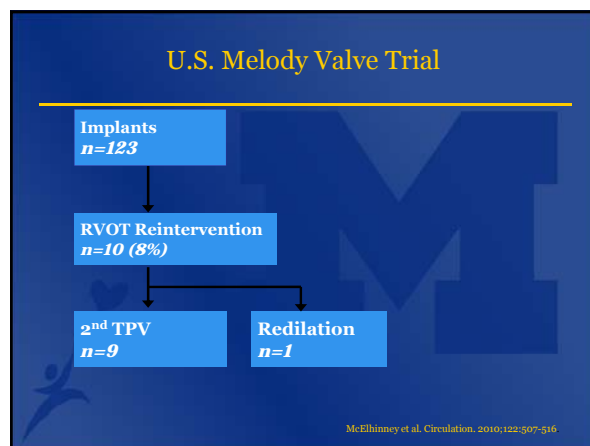 U.S. Melody Valve Trial
Implants
n=123
RVOT Reintervention
n=10 (8%)
2nd TPV
n=9
Redilation
n=1
McElhinney et al. Circulation. 2010;122:507-516